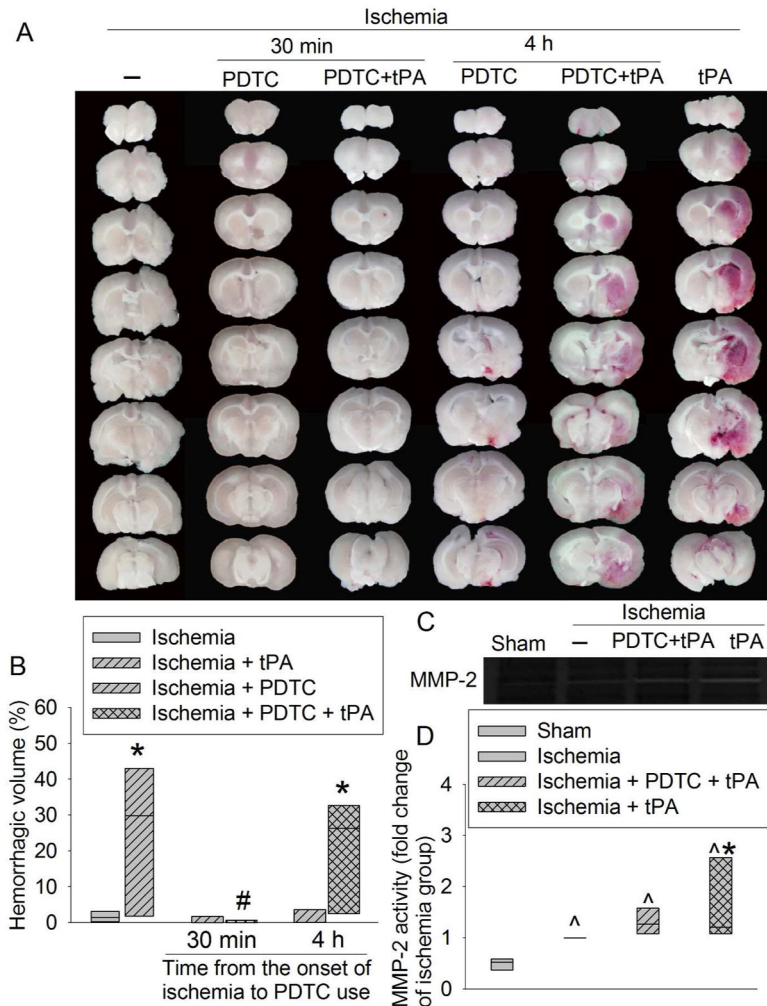 A
Ischemia
30 min 4 h
– PDTC PDTC+tPA PDTC PDTC+tPA tPA
B
Ischemia
Ischemia + tPA
Ischemia + PDTC
Ischemia + PDTC + tPA
Hemorrhagic volume (%)
60
50
40
30
20
10
0
* # *
30 min 4 h
Time from the onset of
ischemia to PDTC use
C
Ischemia
Sham – PDTC+tPA tPA
MMP-2
D
Sham
Ischemia
Ischemia + PDTC + tPA
Ischemia + tPA
MMP-2 activity (fold change
of ischemia group)
4
3
2
1
0
^ ^ ^*